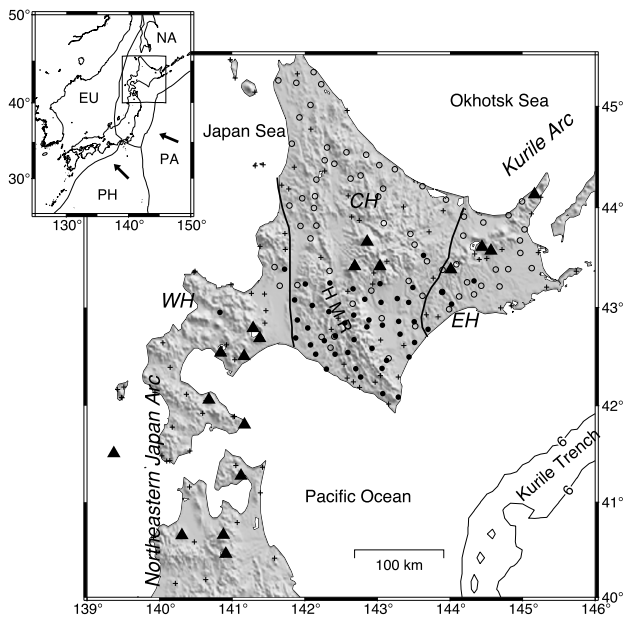 50°
40°
30°
130°
140°
150°
NA
EU
PA
PH
Japan Sea
Okhotsk Sea
Kurile Arc
CH
WH
HMR
EH
Northeastern Japan Arc
Pacific Ocean
Kurile Trench
6
6
100 km
45°
44°
43°
42°
41°
40°
139°
140°
141°
142°
143°
144°
145°
146°